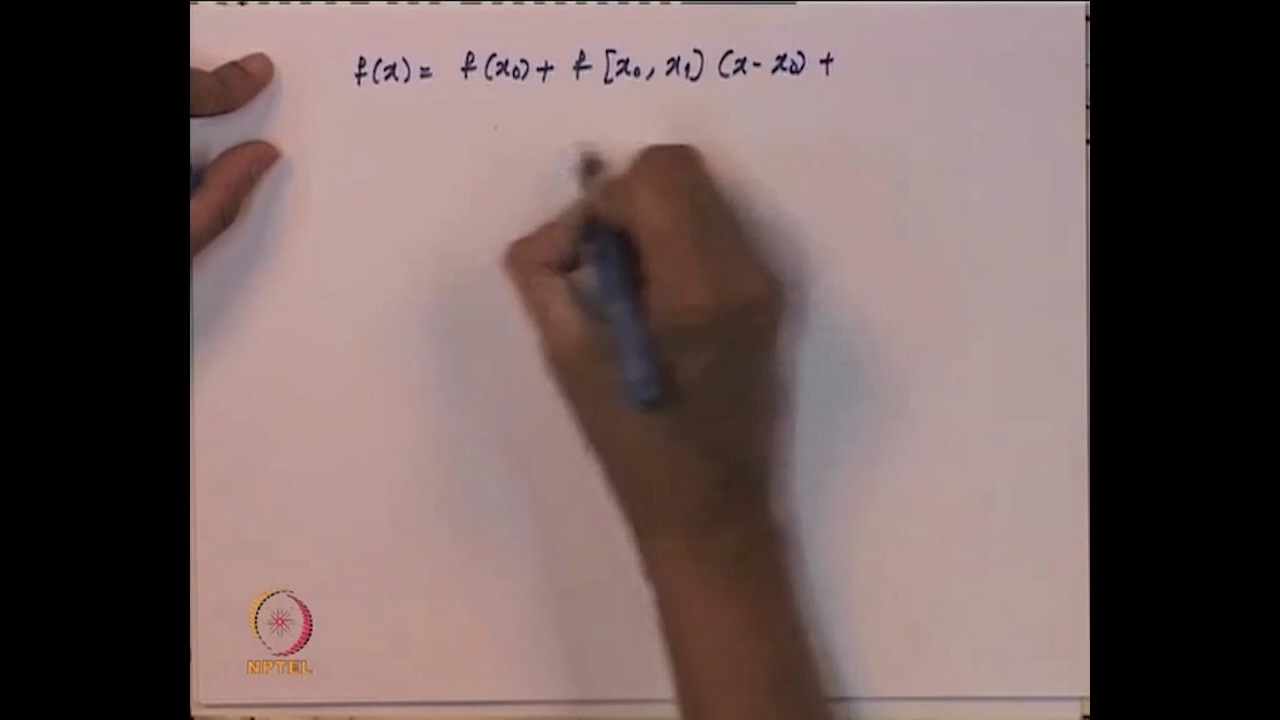 f(x) = f(x₀) + f[x₀, x₁] (x - x₀) +
NPTEL